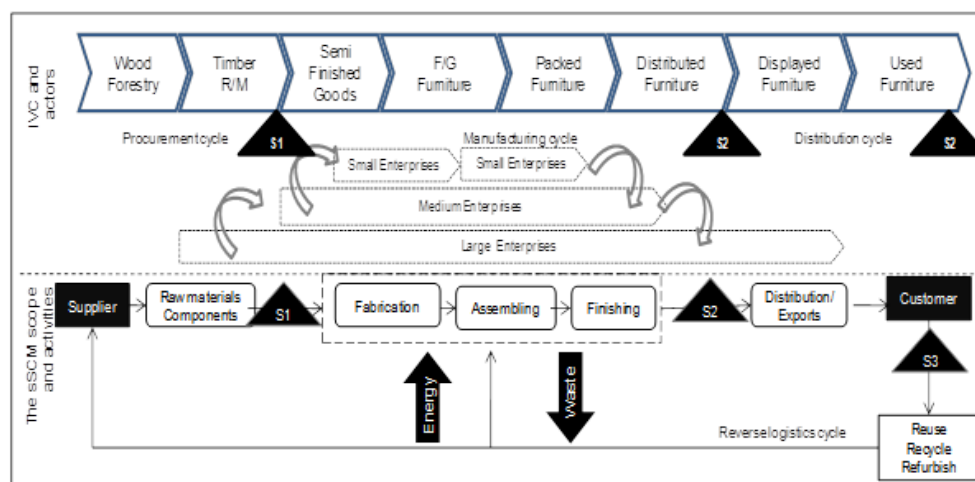 IVC and
actors
Wood
Forestry
Timber
R/M
Semi
Finished
Goods
F/G
Furniture
Packed
Furniture
Distributed
Furniture
Displayed
Furniture
Used
Furniture
Procurement cycle
S1
Manufacturing cycle
S2
Distribution cycle
S2
Small Enterprises
Small Enterprises
Medium Enterprises
Large Enterprises
The sSCM scope
and activities
Supplier
Raw materials
Components
S1
Fabrication
Assembling
Finishing
S2
Distribution/
Exports
Customer
S3
Energy
Waste
Reverse logistics cycle
Reuse
Recycle
Refurbish